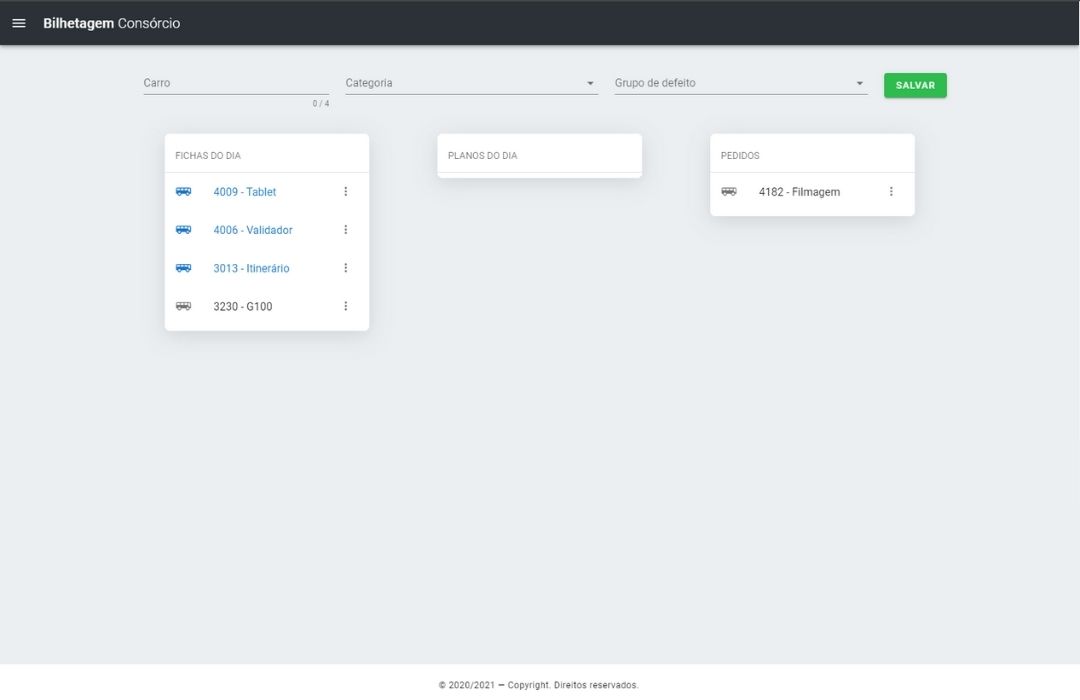 Bilhetagem Consórcio
Carro
Categoria
Grupo de defeito
SALVAR
0 / 4
FICHAS DO DIA
4009 - Tablet
4006 - Validador
3013 - Itinerário
3230 - G100
PLANOS DO DIA
PEDIDOS
4182 - Filmagem
© 2020/2021 — Copyright. Direitos reservados.